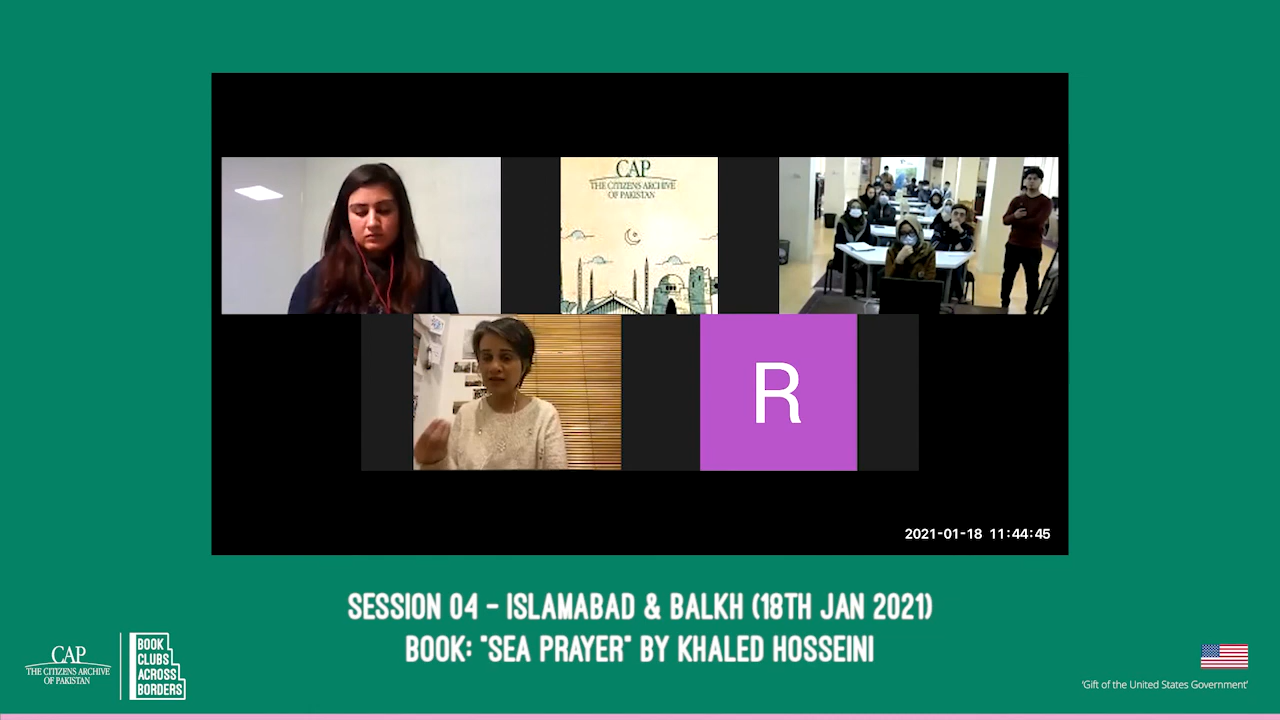 CAP
THE CITIZENS ARCHIVE
OF PAKISTAN
R
2021-01-18 11:44:45
SESSION 04 - ISLAMABAD & BALKH (18TH JAN 2021)
BOOK: "SEA PRAYER" BY KHALED HOSSEINI
CAP
THE CITIZENS ARCHIVE
OF PAKISTAN
BOOK
CLUBS
ACROSS
BORDERS
'Gift of the United States Government'